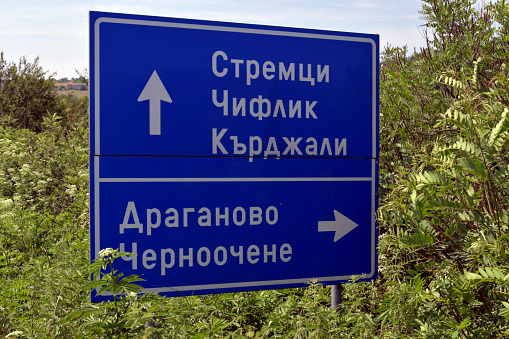 Стремци
Чифлик
Кърджали
Драганово
Черноочене